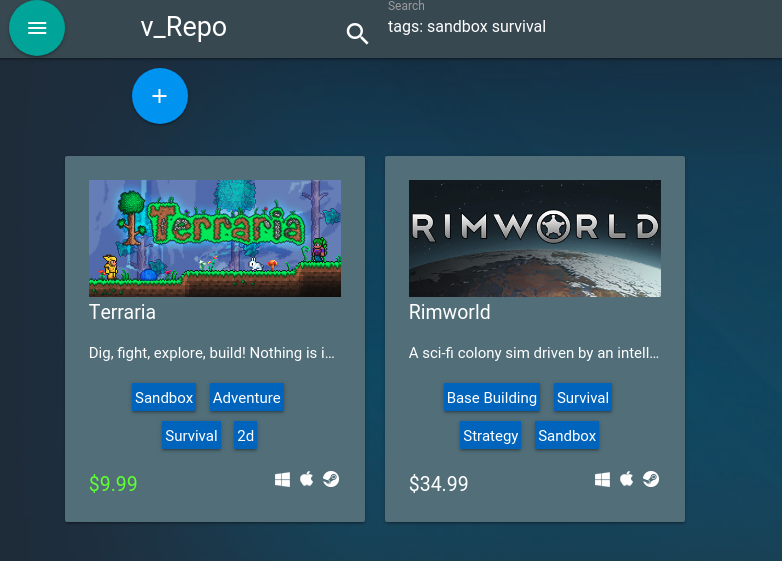 v_Repo
Search
tags: sandbox survival
+
Terraria
Terraria
Dig, fight, explore, build! Nothing is i...
Sandbox Adventure
Survival 2d
$9.99
RIMWORLD
Rimworld
A sci-fi colony sim driven by an intell...
Base Building Survival
Strategy Sandbox
$34.99